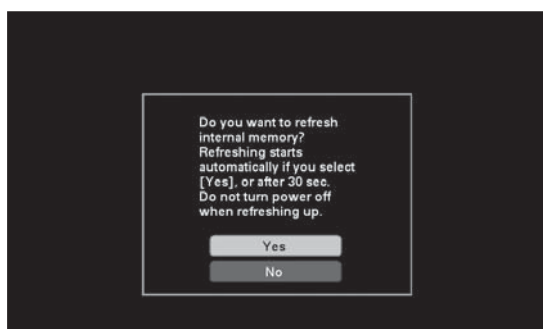 Do you want to refresh
internal memory?
Refreshing starts
automatically if you select
[Yes], or after 30 sec.
Do not turn power off
when refreshing up.
Yes
No